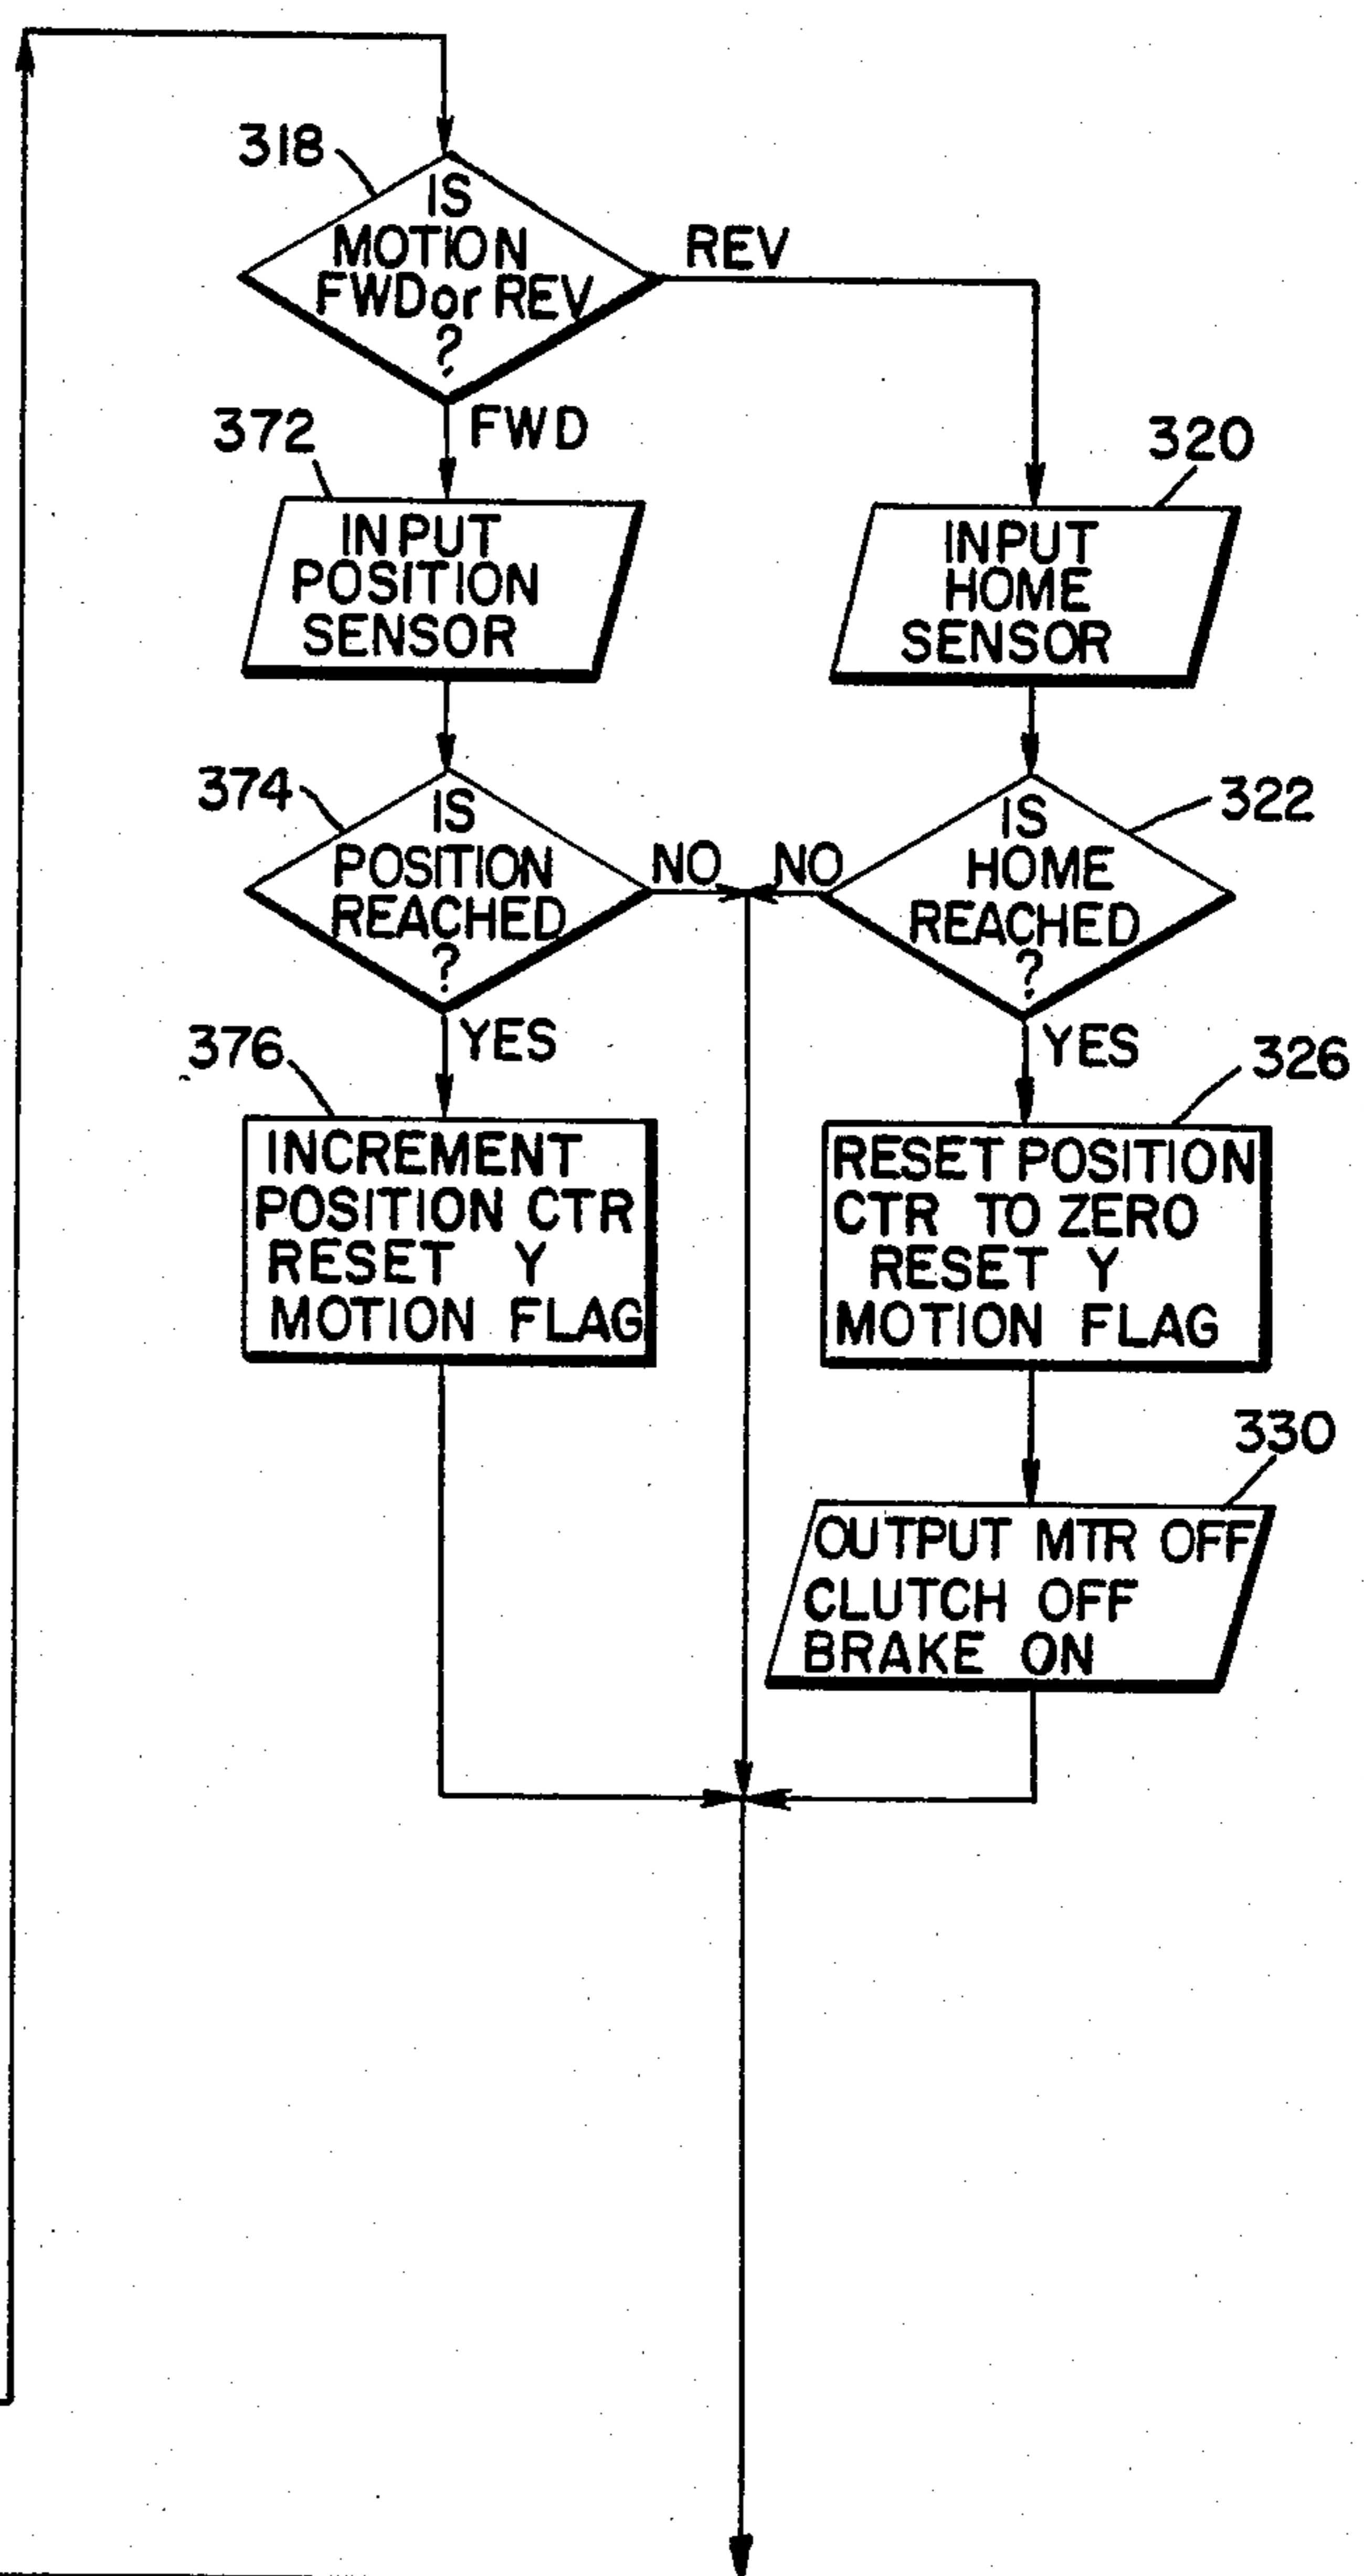 318
IS
MOTION
FWD or REV
?
REV
FWD
372
INPUT
POSITION
SENSOR
320
INPUT
HOME
SENSOR
374
IS
POSITION
REACHED
?
NO
NO
322
IS
HOME
REACHED
?
YES
YES
376
INCREMENT
POSITION CTR
RESET Y
MOTION FLAG
326
RESET POSITION
CTR TO ZERO
RESET Y
MOTION FLAG
330
OUTPUT MTR OFF
CLUTCH OFF
BRAKE ON